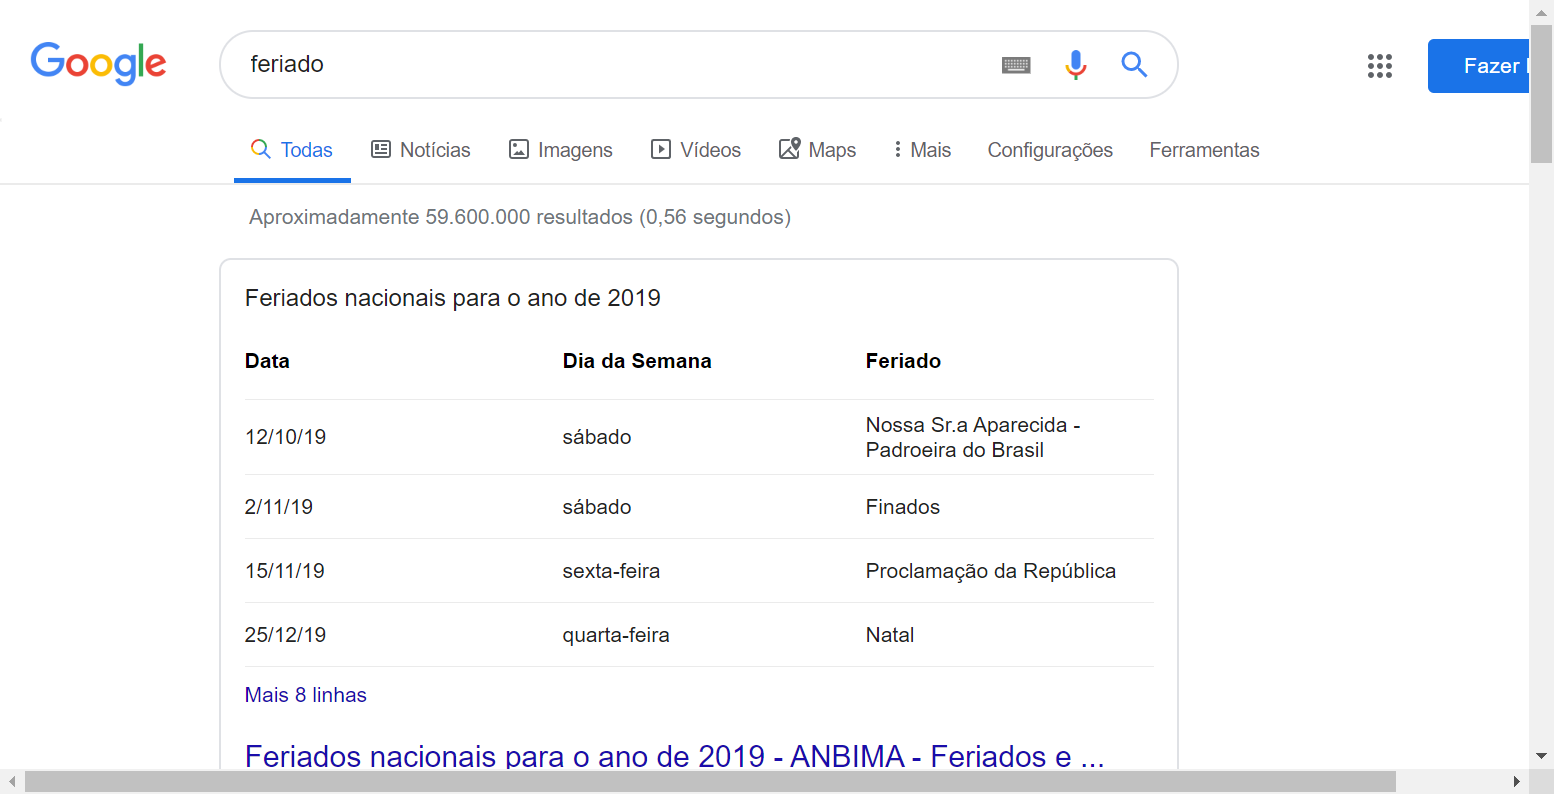 Google
feriado
Fazer l
Todas Notícias Imagens Vídeos Maps Mais Configurações Ferramentas
Aproximadamente 59.600.000 resultados (0,56 segundos)
Feriados nacionais para o ano de 2019
Data Dia da Semana Feriado
12/10/19 sábado Nossa Sr.a Aparecida -
Padroeira do Brasil
2/11/19 sábado Finados
15/11/19 sexta-feira Proclamação da República
25/12/19 quarta-feira Natal
Mais 8 linhas
Feriados nacionais para o ano de 2019 - ANBIMA - Feriados e ...